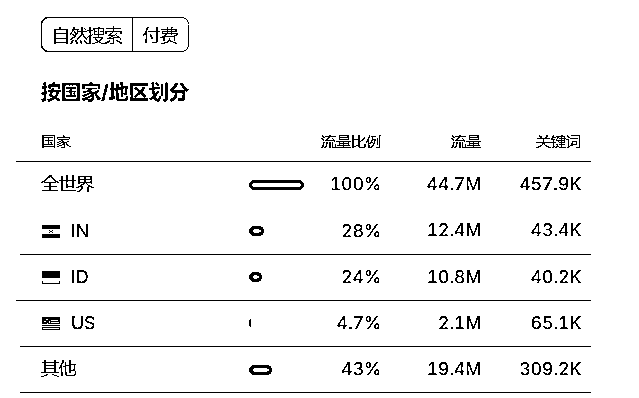 自然搜索 付费
按国家/地区划分
国家 流量比例 流量 关键词
全世界 100% 44.7M 457.9K
IN 28% 12.4M 43.4K
ID 24% 10.8M 40.2K
US 4.7% 2.1M 65.1K
其他 43% 19.4M 309.2K